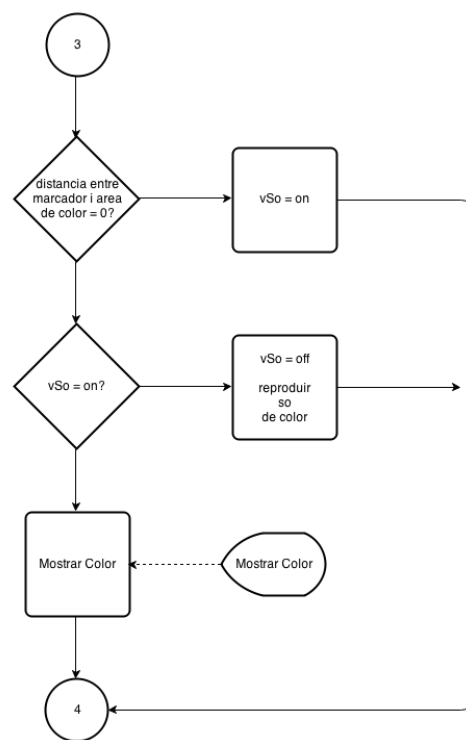 3
distancia entre
marcador i area
de color = 0?
vSo = on
vSo = on?
vSo = off
reproduir
so
de color
Mostrar Color
Mostrar Color
4